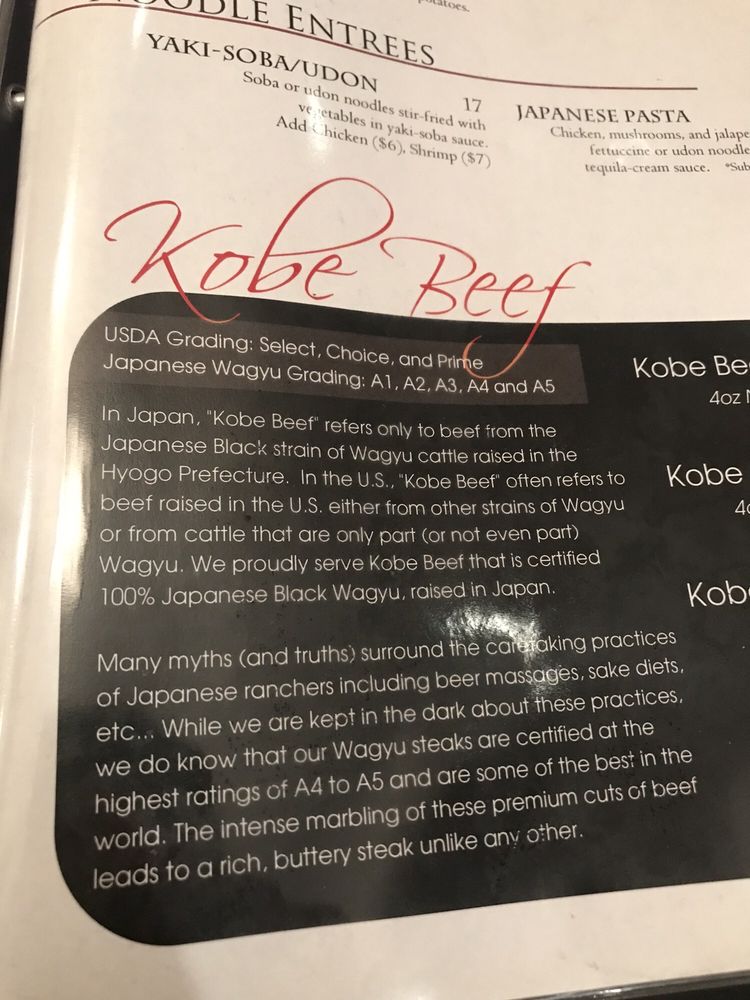 potatoes.
NOODLE ENTREES
YAKI-SOBA/UDON
Soba or udon noodles stir-fried with 17
vegetables in yaki-soba sauce.
Add Chicken ($6), Shrimp ($7)
JAPANESE PASTA
Chicken, mushrooms, and jalape
fettuccine or udon noodle
tequila-cream sauce. *Sub
Kobe Beef
USDA Grading: Select, Choice, and Prime
Japanese Wagyu Grading: A1, A2, A3, A4 and A5
In Japan, "Kobe Beef" refers only to beef from the
Japanese Black strain of Wagyu cattle raised in the
Hyogo Prefecture. In the U.S., "Kobe Beef" often refers to
beef raised in the U.S. either from other strains of Wagyu
or from cattle that are only part (or not even part)
Wagyu. We proudly serve Kobe Beef that is certified
100% Japanese Black Wagyu, raised in Japan.
Many myths (and truths) surround the caretaking practices
of Japanese ranchers including beer massages, sake diets,
etc... While we are kept in the dark about these practices,
we do know that our Wagyu steaks are certified at the
highest ratings of A4 to A5 and are some of the best in the
world. The intense marbling of these premium cuts of beef
leads to a rich, buttery steak unlike any other.
Kobe Be
4oz
Kobe
4
Kob